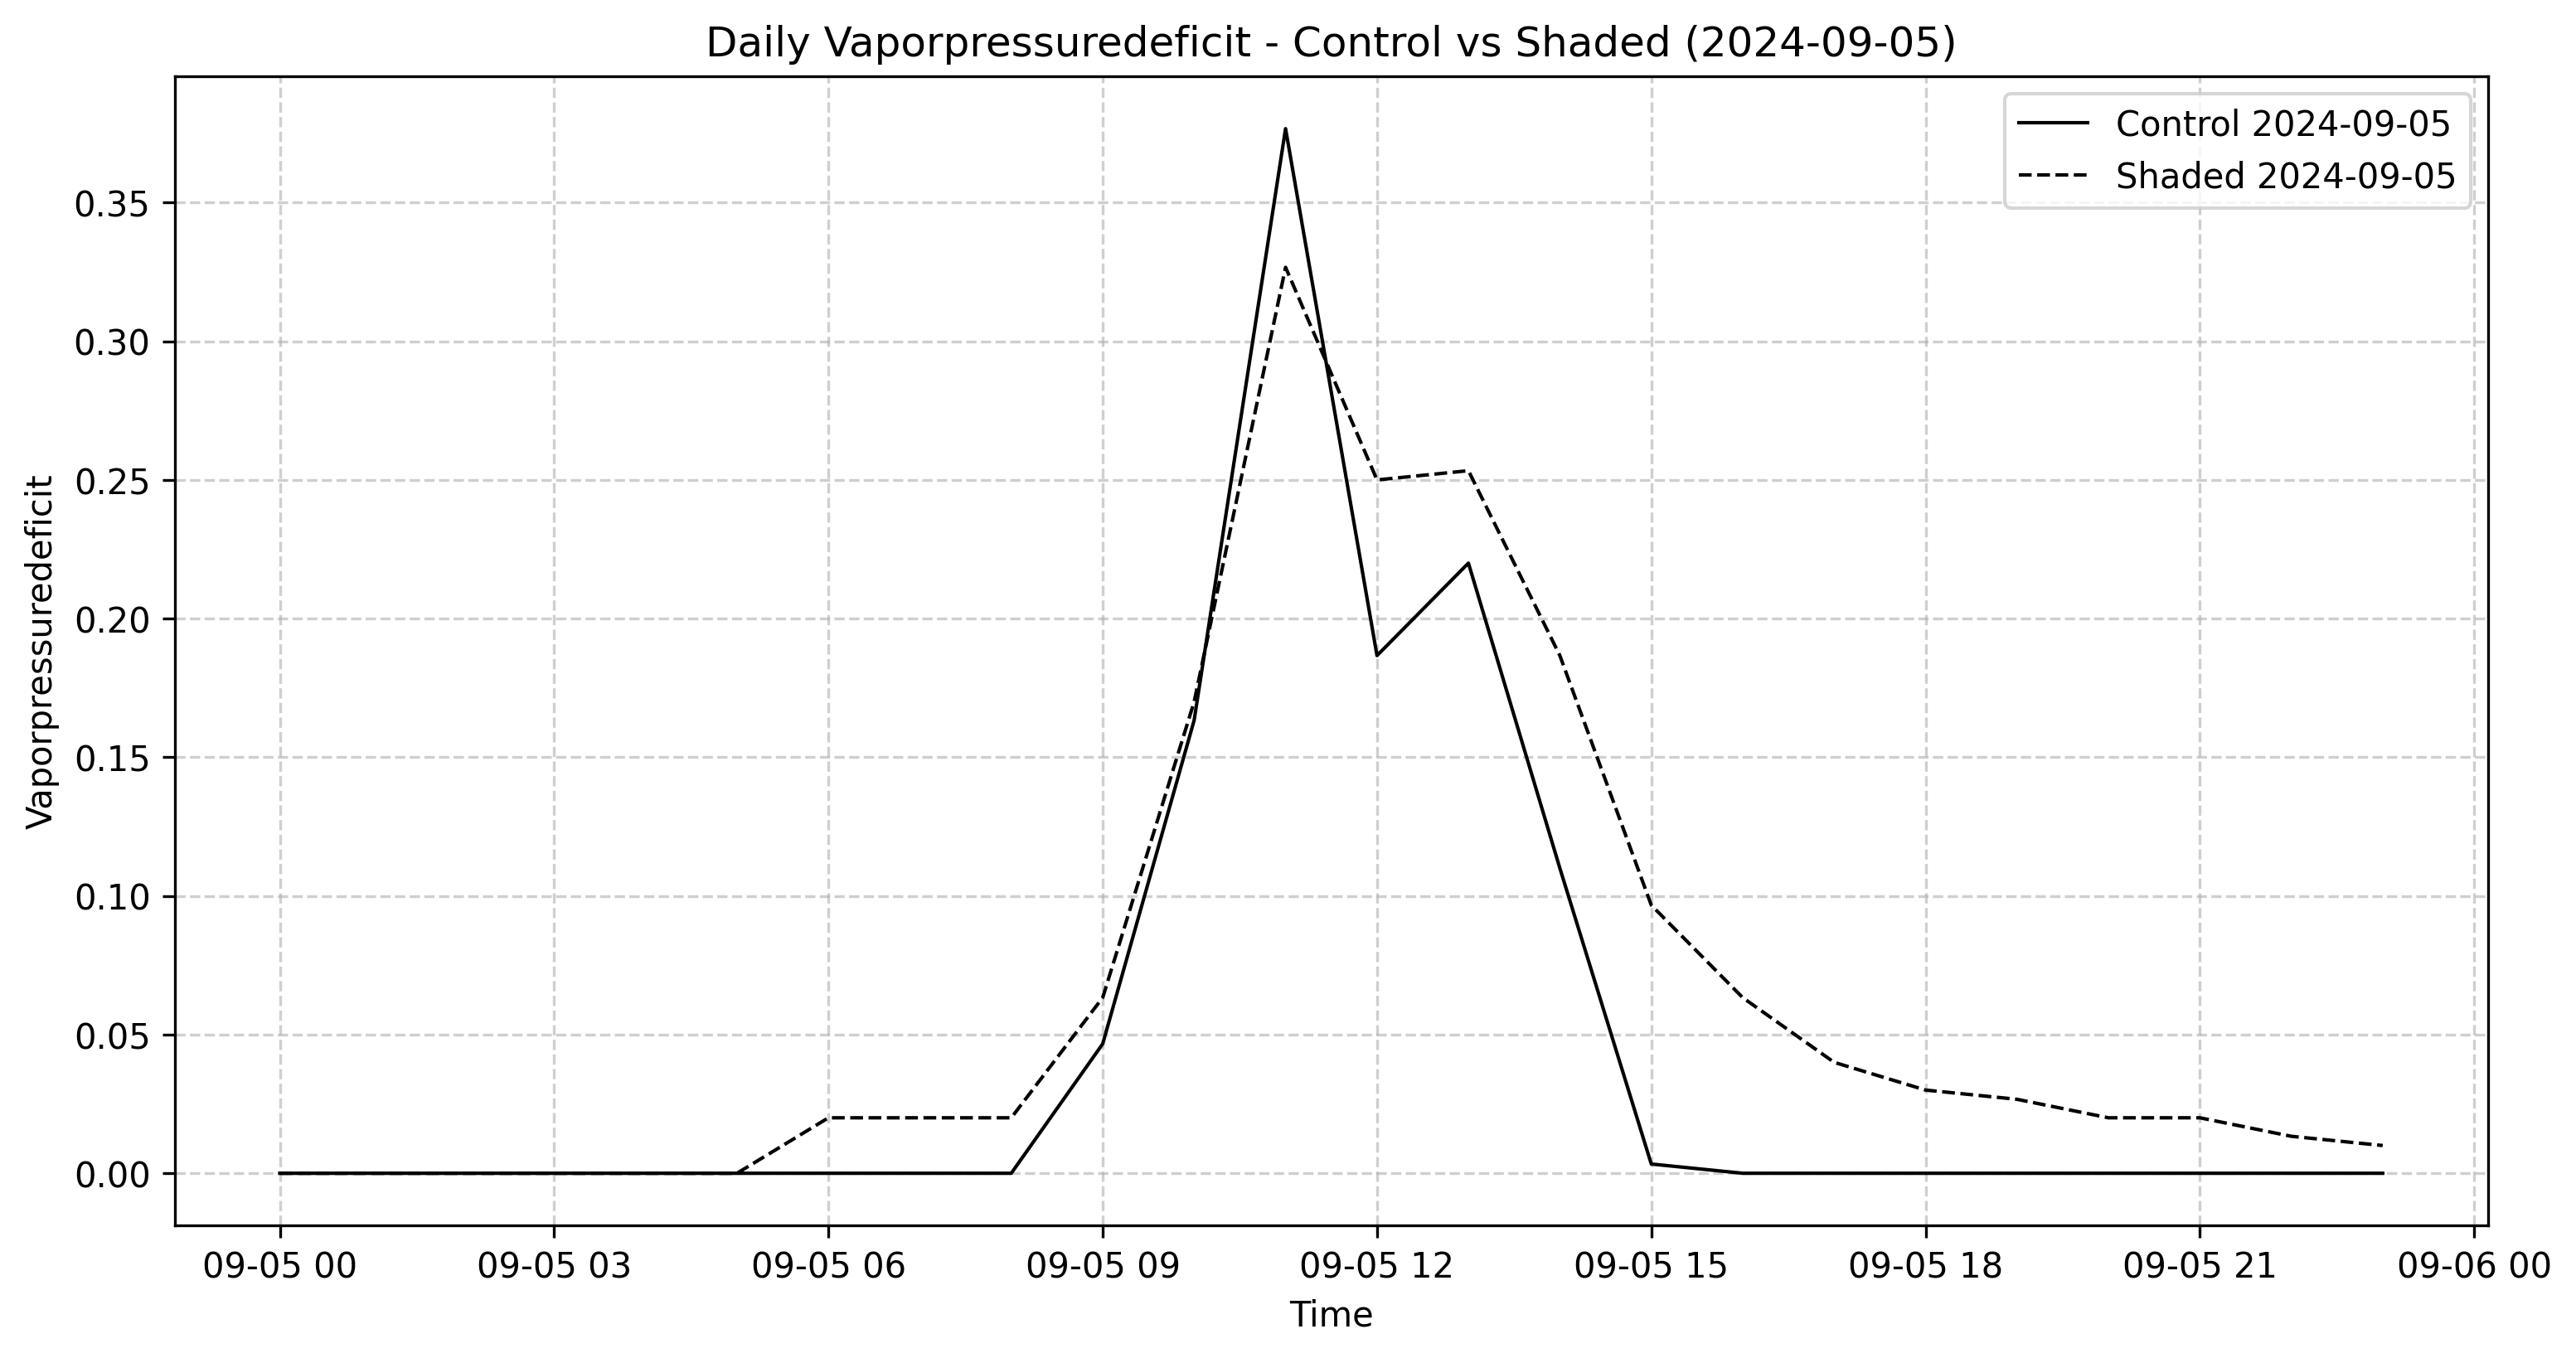 Daily Vaporpressuredeficit - Control vs Shaded (2024-09-05)
Control 2024-09-05
Shaded 2024-09-05
Vaporpressuredeficit
0.35
0.30
0.25
0.20
0.15
0.10
0.05
0.00
09-05 00 09-05 03 09-05 06 09-05 09 09-05 12 09-05 15 09-05 18 09-05 21 09-06 00
Time